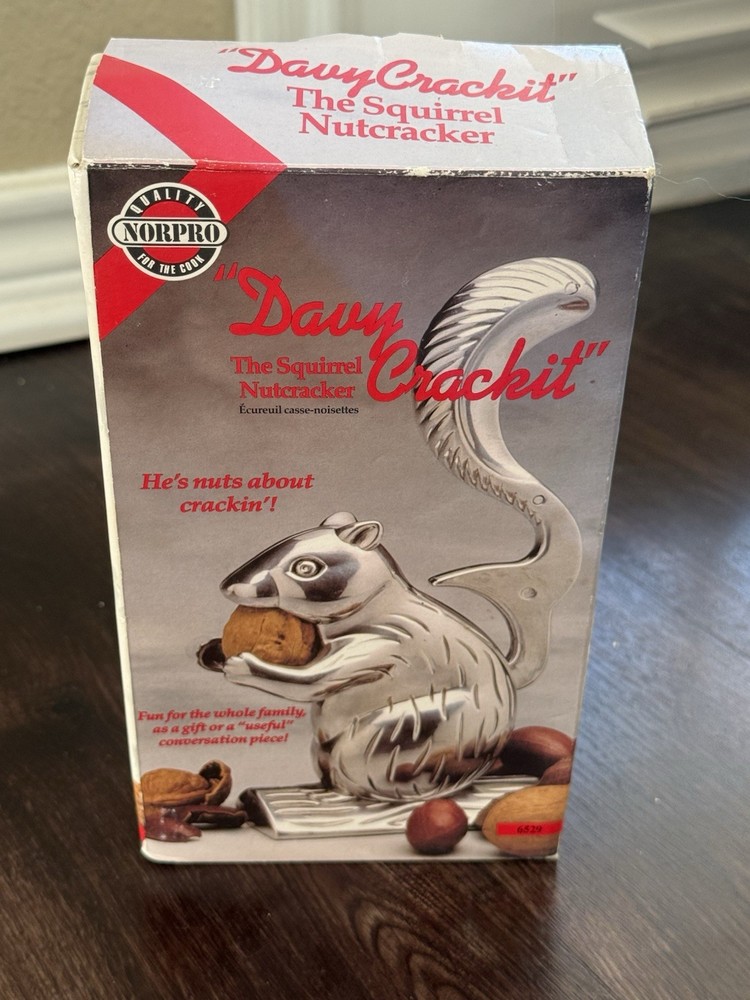 "Davy Crackit"
The Squirrel
Nutcracker
QUALITY
NORPRO
FOR THE COOK
"Davy
Crackit"
The Squirrel
Nutcracker
Écureuil casse-noisettes
He's nuts about
crackin'!
Fun for the whole family,
as a gift or a "useful"
conversation piece!
6529